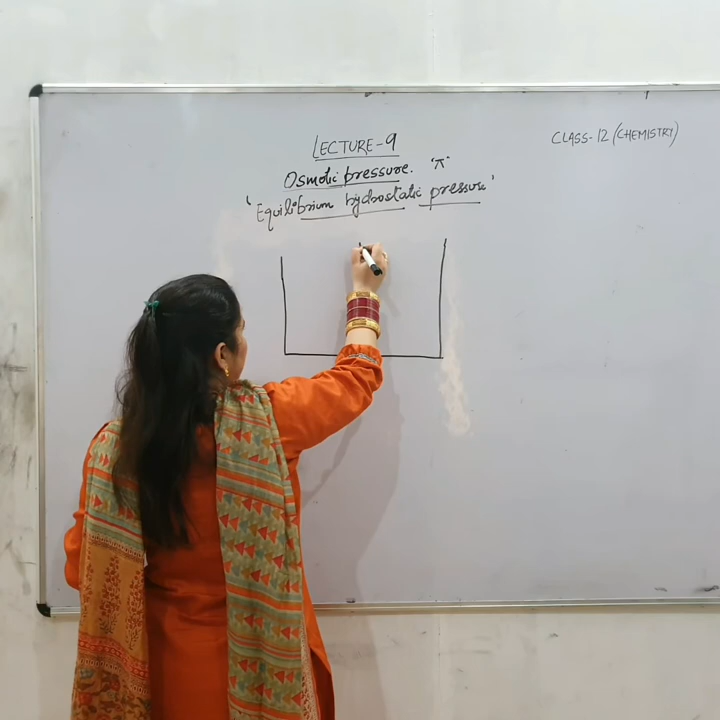 LECTURE-9
CLASS-12 (CHEMISTRY)
Osmotic pressure. "π"
'Equilibrium hydrostatic pressure'